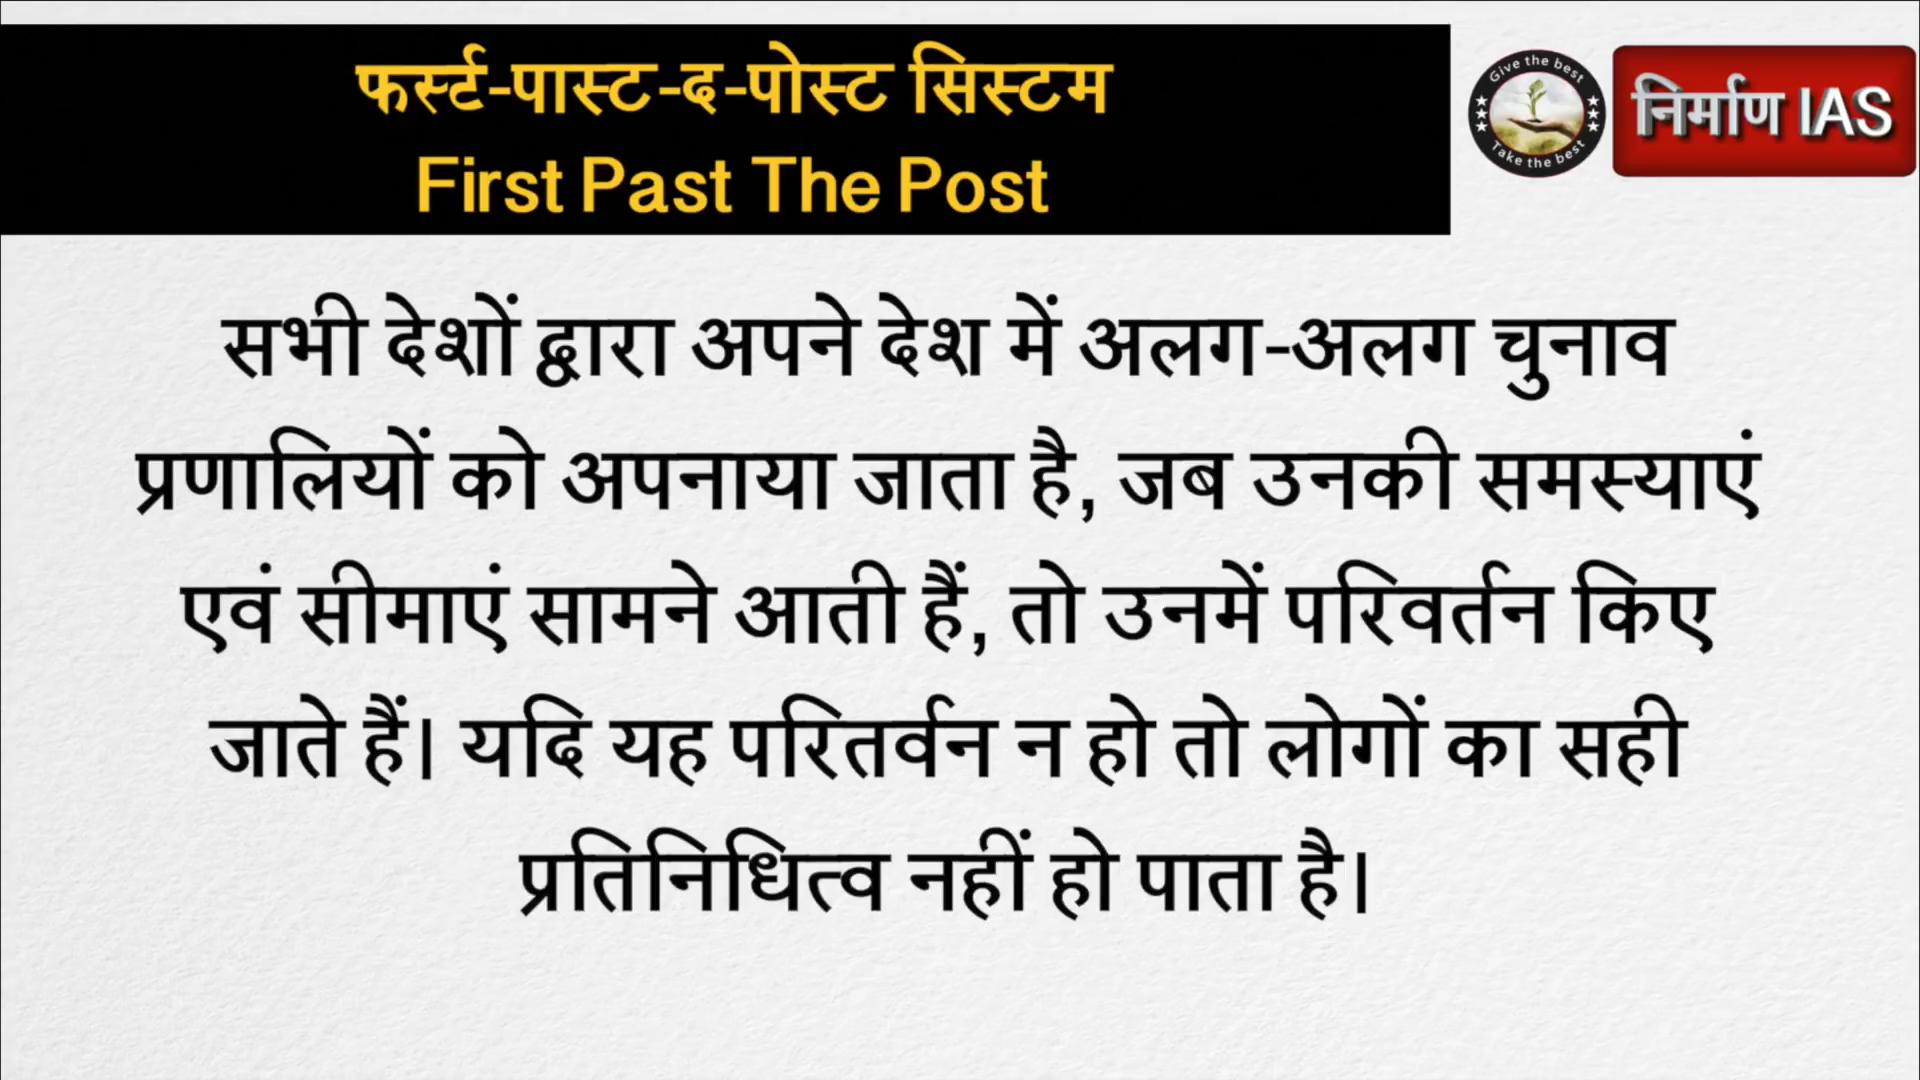 फर्स्ट-पास्ट-द-पोस्ट सिस्टम
First Past The Post
Give the best
Take the best
निर्माण IAS
सभी देशों द्वारा अपने देश में अलग-अलग चुनाव
प्रणालियों को अपनाया जाता है, जब उनकी समस्याएं
एवं सीमाएं सामने आती हैं, तो उनमें परिवर्तन किए
जाते हैं। यदि यह परितर्वन न हो तो लोगों का सही
प्रतिनिधित्व नहीं हो पाता है।